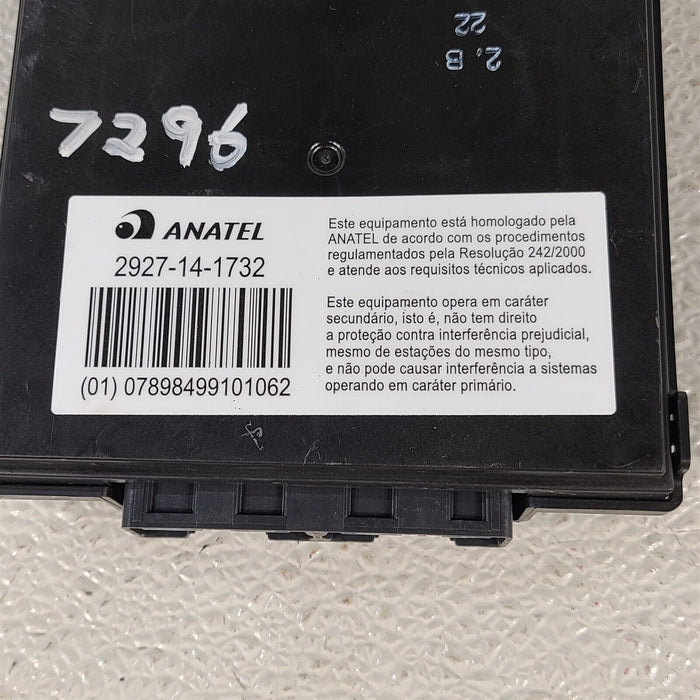 2. B
22
7296
ANATEL
2927-14-1732
(01) 07898499101062
Este equipamento está homologado pela
ANATEL de acordo com os procedimentos
regulamentados pela Resolução 242/2000
e atende aos requisitos técnicos aplicados.
Este equipamento opera em caráter
secundário, isto é, não tem direito
a proteção contra interferência prejudicial,
mesmo de estações do mesmo tipo,
e não pode causar interferência a sistemas
operando em caráter primário.